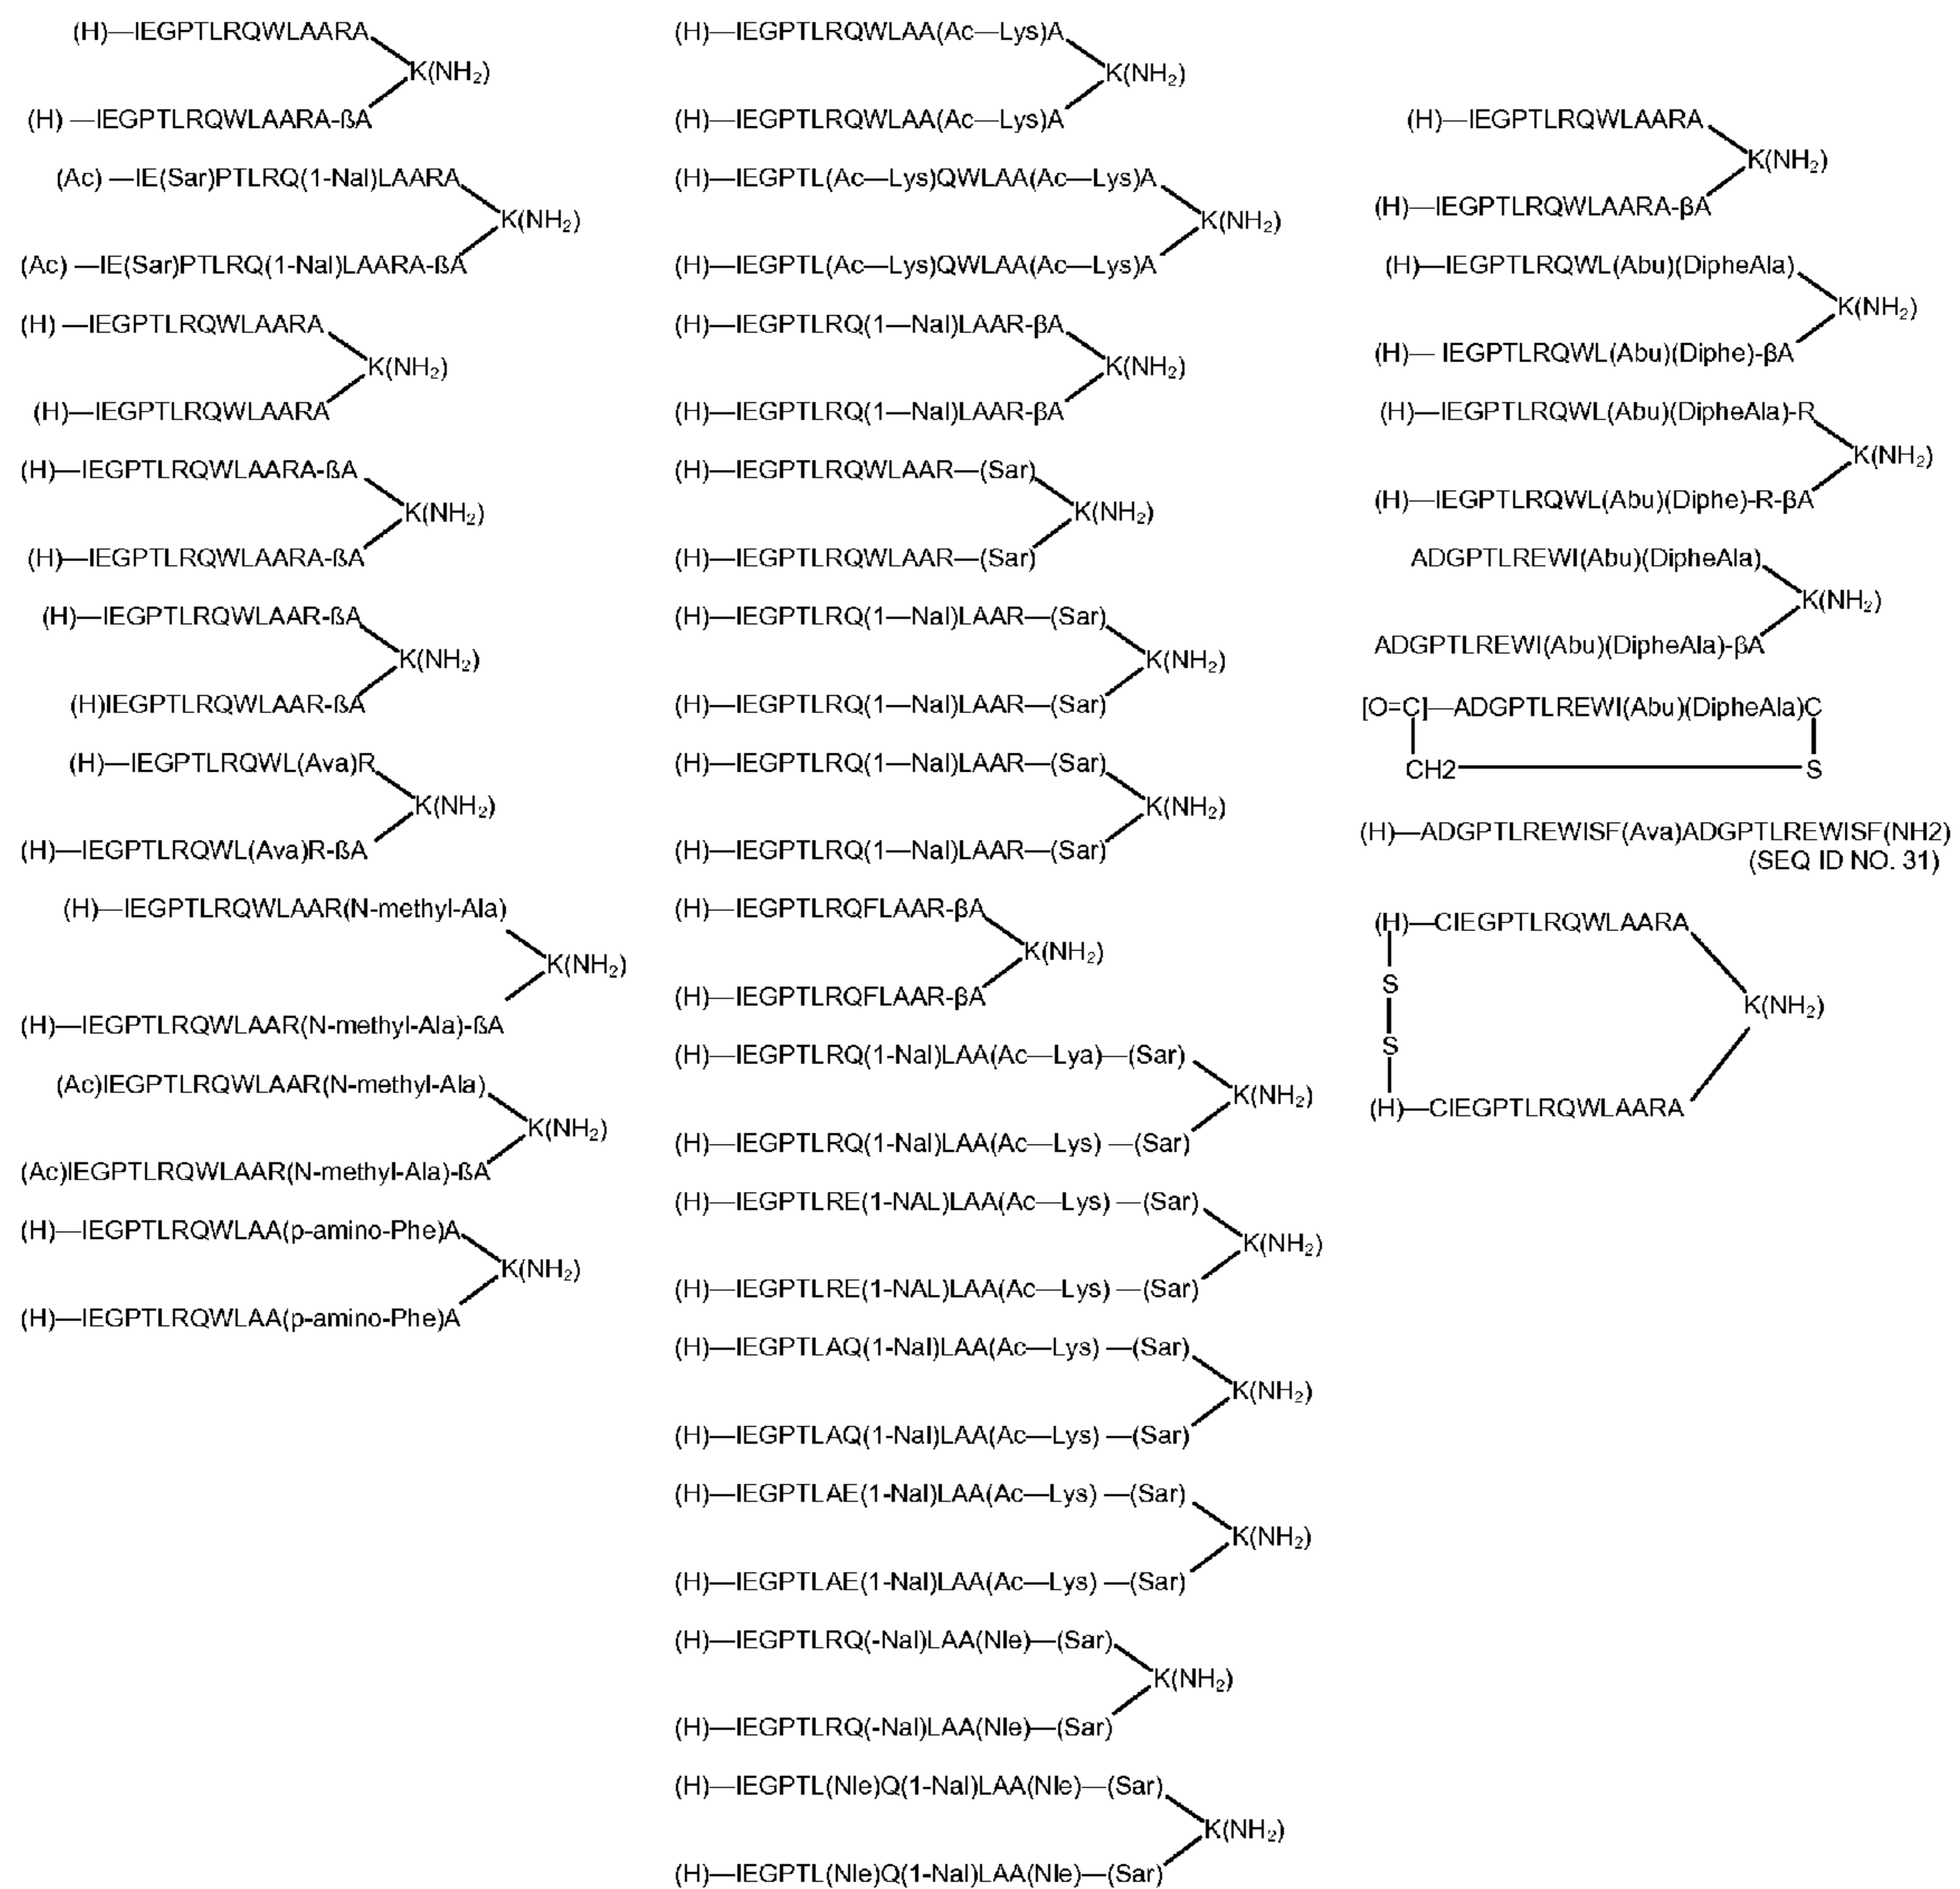 (H)—IEGPTLRQWLAARA
K(NH₂)
(H) —IEGPTLRQWLAARA-ßA
(Ac) —IE(Sar)PTLRQ(1-Nal)LAARA
K(NH₂)
(Ac) —IE(Sar)PTLRQ(1-Nal)LAARA-ßA
(H) —IEGPTLRQWLAARA
K(NH₂)
(H)—IEGPTLRQWLAARA
(H)—IEGPTLRQWLAARA-ßA
K(NH₂)
(H)—IEGPTLRQWLAARA-ßA
(H)—IEGPTLRQWLAAR-ßA
K(NH₂)
(H)IEGPTLRQWLAAR-ßA
(H)—IEGPTLRQWL(Ava)R
K(NH₂)
(H)—IEGPTLRQWL(Ava)R-ßA
(H)—IEGPTLRQWLAAR(N-methyl-Ala)
K(NH₂)
(H)—IEGPTLRQWLAAR(N-methyl-Ala)-ßA
(Ac)IEGPTLRQWLAAR(N-methyl-Ala)
K(NH₂)
(Ac)IEGPTLRQWLAAR(N-methyl-Ala)-ßA
(H)—IEGPTLRQWLAA(p-amino-Phe)A
K(NH₂)
(H)—IEGPTLRQWLAA(p-amino-Phe)A
(H)—IEGPTLRQWLAA(Ac—Lys)A
K(NH₂)
(H)—IEGPTLRQWLAA(Ac—Lys)A
(H)—IEGPTL(Ac—Lys)QWLAA(Ac—Lys)A
K(NH₂)
(H)—IEGPTL(Ac—Lys)QWLAA(Ac—Lys)A
(H)—IEGPTLRQ(1—Nal)LAAR-βA
K(NH₂)
(H)—IEGPTLRQ(1—Nal)LAAR-βA
(H)—IEGPTLRQWLAAR—(Sar)
K(NH₂)
(H)—IEGPTLRQWLAAR—(Sar)
(H)—IEGPTLRQ(1—Nal)LAAR—(Sar)
K(NH₂)
(H)—IEGPTLRQ(1—Nal)LAAR—(Sar)
(H)—IEGPTLRQ(1—Nal)LAAR—(Sar)
K(NH₂)
(H)—IEGPTLRQ(1—Nal)LAAR—(Sar)
(H)—IEGPTLRQFLAAR-βA
K(NH₂)
(H)—IEGPTLRQFLAAR-βA
(H)—IEGPTLRQ(1-Nal)LAA(Ac—Lya)—(Sar)
K(NH₂)
(H)—IEGPTLRQ(1-Nal)LAA(Ac—Lys) —(Sar)
(H)—IEGPTLRE(1-NAL)LAA(Ac—Lys) —(Sar)
K(NH₂)
(H)—IEGPTLRE(1-NAL)LAA(Ac—Lys) —(Sar)
(H)—IEGPTLAQ(1-Nal)LAA(Ac—Lys) —(Sar)
K(NH₂)
(H)—IEGPTLAQ(1-Nal)LAA(Ac—Lys) —(Sar)
(H)—IEGPTLAE(1-Nal)LAA(Ac—Lys) —(Sar)
K(NH₂)
(H)—IEGPTLAE(1-Nal)LAA(Ac—Lys) —(Sar)
(H)—IEGPTLRQ(-Nal)LAA(Nle)—(Sar)
K(NH₂)
(H)—IEGPTLRQ(-Nal)LAA(Nle)—(Sar)
(H)—IEGPTL(Nle)Q(1-Nal)LAA(Nle)—(Sar)
K(NH₂)
(H)—IEGPTL(Nle)Q(1-Nal)LAA(Nle)—(Sar)
(H)—IEGPTLRQWLAARA
K(NH₂)
(H)—IEGPTLRQWLAARA-βA
(H)—IEGPTLRQWL(Abu)(DipheAla)
K(NH₂)
(H)— IEGPTLRQWL(Abu)(Diphe)-βA
(H)—IEGPTLRQWL(Abu)(DipheAla)-R
K(NH₂)
(H)—IEGPTLRQWL(Abu)(Diphe)-R-βA
ADGPTLREWI(Abu)(DipheAla)
K(NH₂)
ADGPTLREWI(Abu)(DipheAla)-βA
[O=C]—ADGPTLREWI(Abu)(DipheAla)C
CH2 S
(H)—ADGPTLREWISF(Ava)ADGPTLREWISF(NH2)
(SEQ ID NO. 31)
(H)—CIEGPTLRQWLAARA
S
K(NH₂)
S
(H)—CIEGPTLRQWLAARA